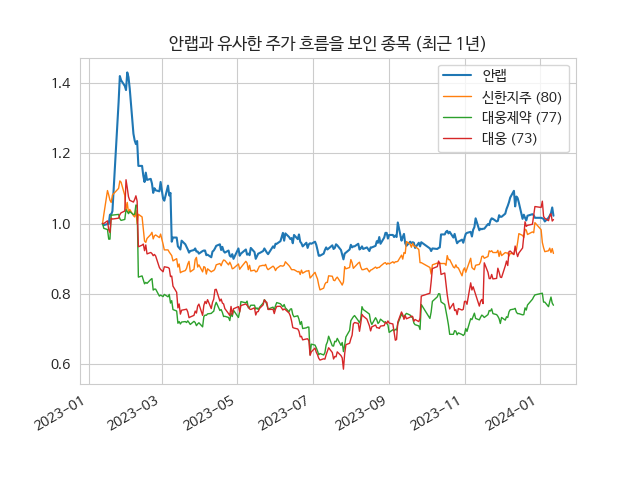 안랩과 유사한 주가 흐름을 보인 종목 (최근 1년)
안랩
신한지주 (80)
대웅제약 (77)
대웅 (73)
1.4
1.2
1.0
0.8
0.6
2023-01
2023-03
2023-05
2023-07
2023-09
2023-11
2024-01